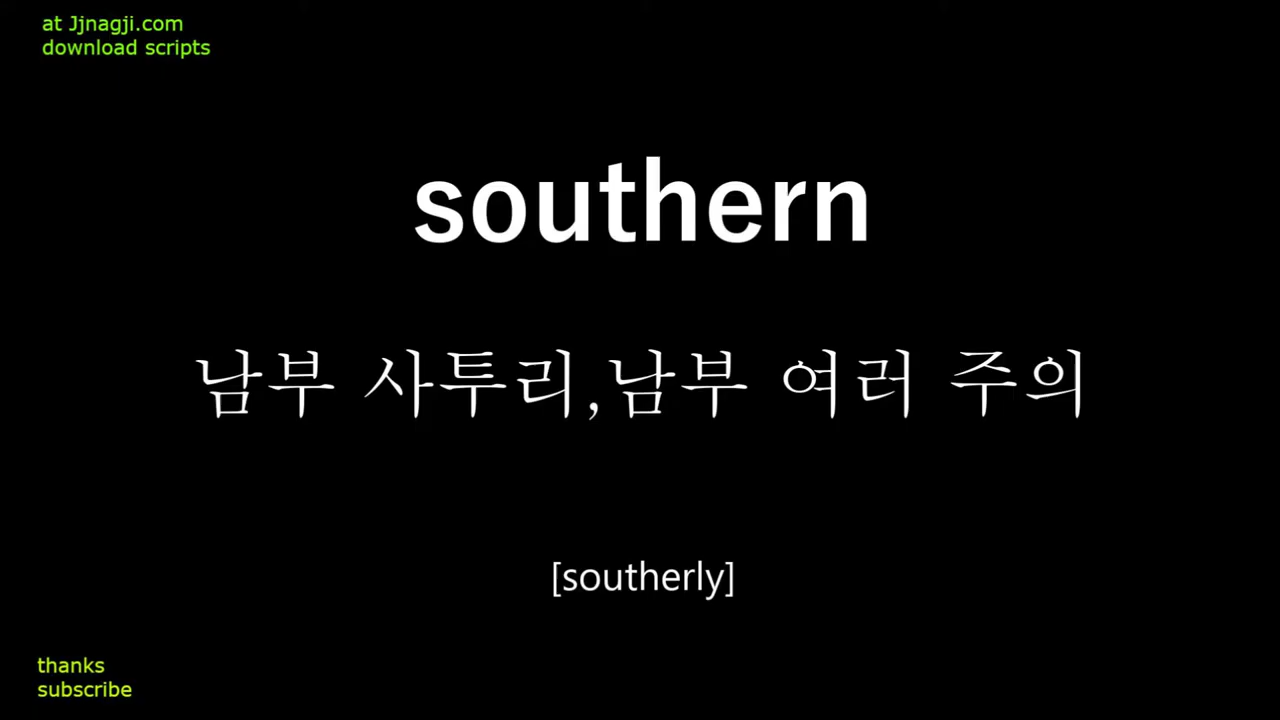 at Jjnagji.com
download scripts
southern
남부 사투리,남부 여러 주의
[southerly]
thanks
subscribe